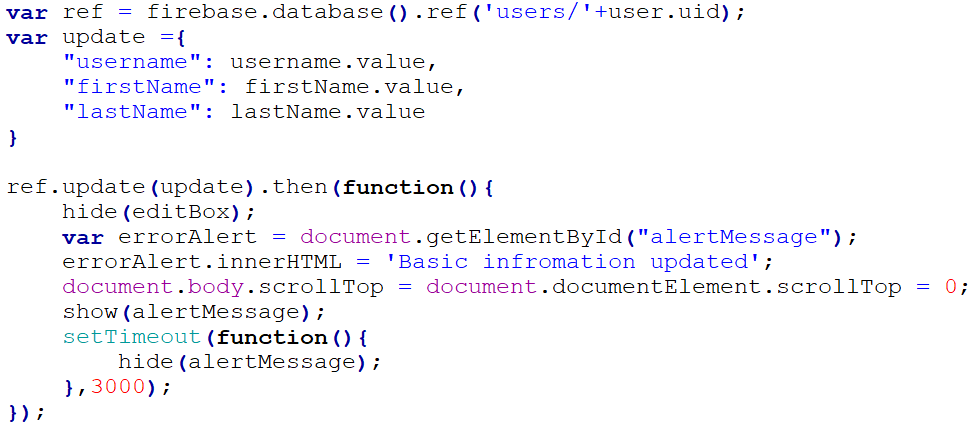 var ref = firebase.database().ref('users/'+user.uid);
var update ={
    "username": username.value,
    "firstName": firstName.value,
    "lastName": lastName.value
}

ref.update(update).then(function(){
    hide(editBox);
    var errorAlert = document.getElementById("alertMessage");
    errorAlert.innerHTML = 'Basic infromation updated';
    document.body.scrollTop = document.documentElement.scrollTop = 0;
    show(alertMessage);
    setTimeout(function(){
        hide(alertMessage);
    },3000);
});